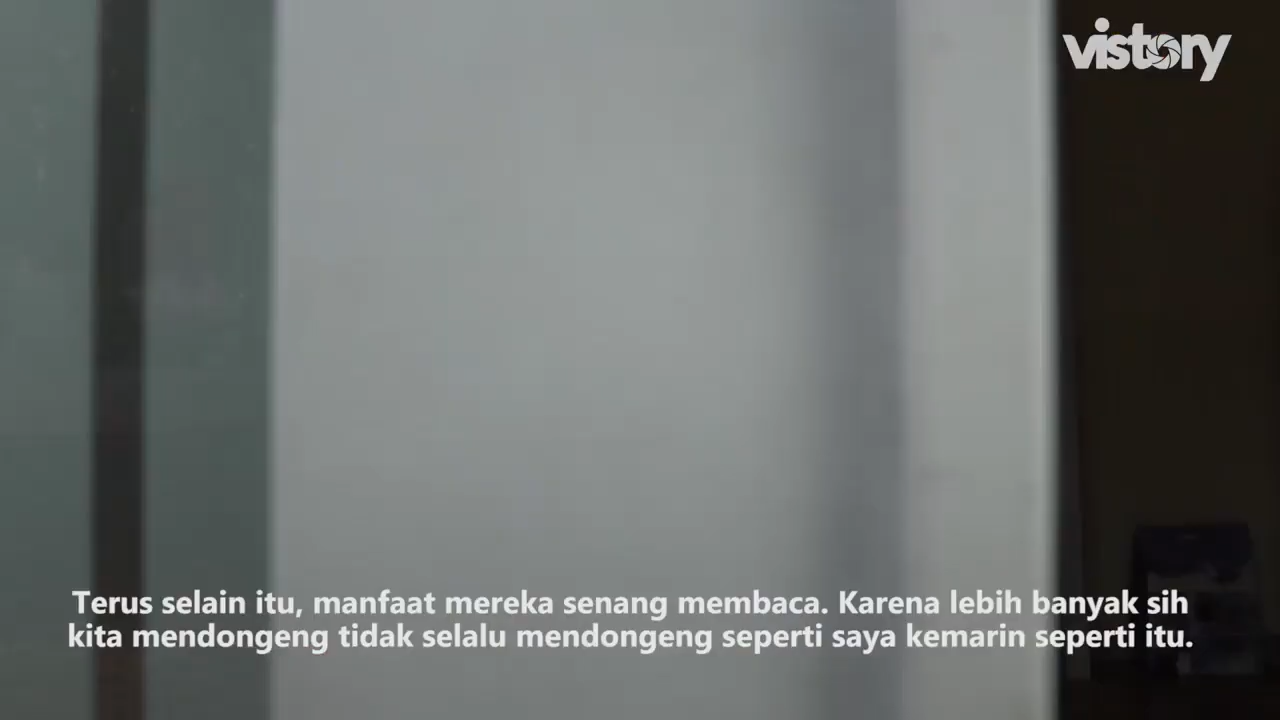 vistory
Terus selain itu, manfaat mereka senang membaca. Karena lebih banyak sih
kita mendongeng tidak selalu mendongeng seperti saya kemarin seperti itu.